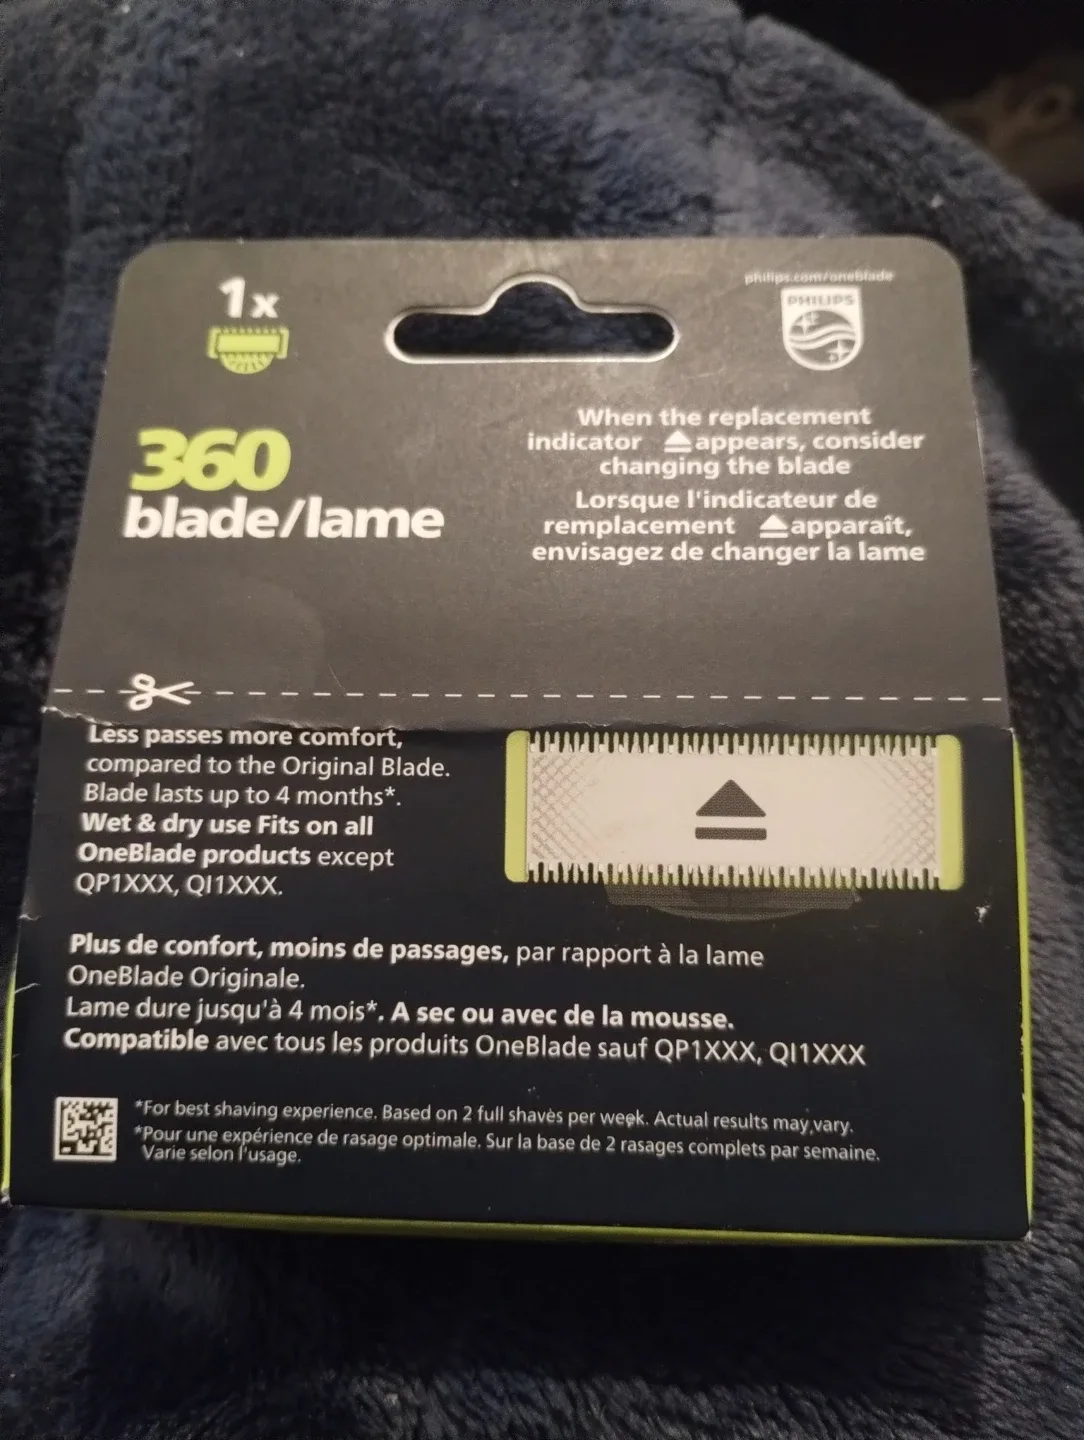 1x
philips.com/oneblade
PHILIPS
360
blade/lame
When the replacement
indicator appears, consider
changing the blade
Lorsque l'indicateur de
remplacement apparaît,
envisagez de changer la lame
Less passes more comfort,
compared to the Original Blade.
Blade lasts up to 4 months*.
Wet & dry use Fits on all
OneBlade products except
QP1XXX, QI1XXX.
Plus de confort, moins de passages, par rapport à la lame
OneBlade Originale.
Lame dure jusqu'à 4 mois*. A sec ou avec de la mousse.
Compatible avec tous les produits OneBlade sauf QP1XXX, QI1XXX
*For best shaving experience. Based on 2 full shaves per week. Actual results may vary.
*Pour une expérience de rasage optimale. Sur la base de 2 rasages complets par semaine.
Varie selon l'usage.